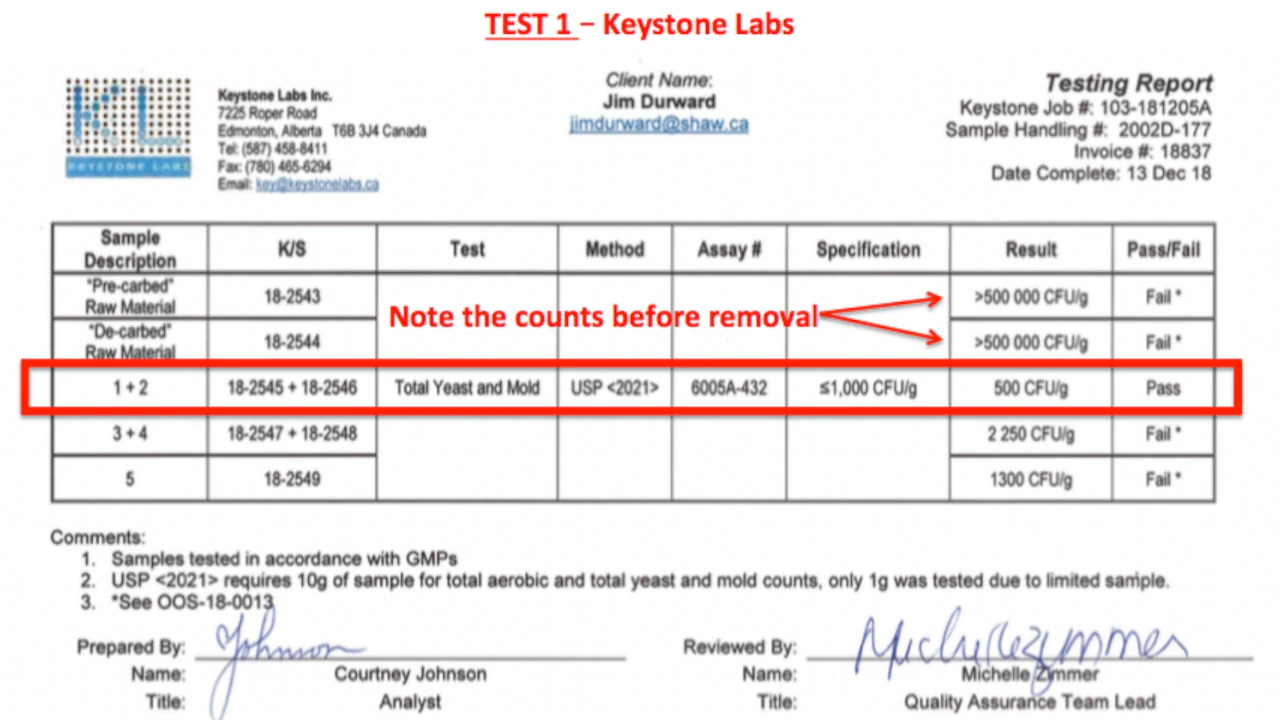 TEST 1 – Keystone Labs
KL
KEYSTONE LABS
Keystone Labs Inc.
7225 Roper Road
Edmonton, Alberta T6B 3J4 Canada
Tel: (587) 458-8411
Fax: (780) 465-6294
Email: key@keystonelabs.ca
Client Name:
Jim Durward
jimdurward@shaw.ca
Testing Report
Keystone Job #: 103-181205A
Sample Handling #: 2002D-177
Invoice #: 18837
Date Complete: 13 Dec 18
Sample Description K/S Test Method Assay # Specification Result Pass/Fail
"Pre-carbed" Raw Material 18-2543 >500 000 CFU/g Fail *
Note the counts before removal
"De-carbed" Raw Material 18-2544 >500 000 CFU/g Fail *
1 + 2 18-2545 + 18-2546 Total Yeast and Mold USP <2021> 6005A-432 ≤1,000 CFU/g 500 CFU/g Pass
3 + 4 18-2547 + 18-2548 2 250 CFU/g Fail *
5 18-2549 1300 CFU/g Fail *
Comments:
1. Samples tested in accordance with GMPs
2. USP <2021> requires 10g of sample for total aerobic and total yeast and mold counts, only 1g was tested due to limited sample.
3. *See OOS-18-0013
Prepared By: CJohnson
Name: Courtney Johnson
Title: Analyst
Reviewed By: Michelle Zimmer
Name: Michelle Zimmer
Title: Quality Assurance Team Lead